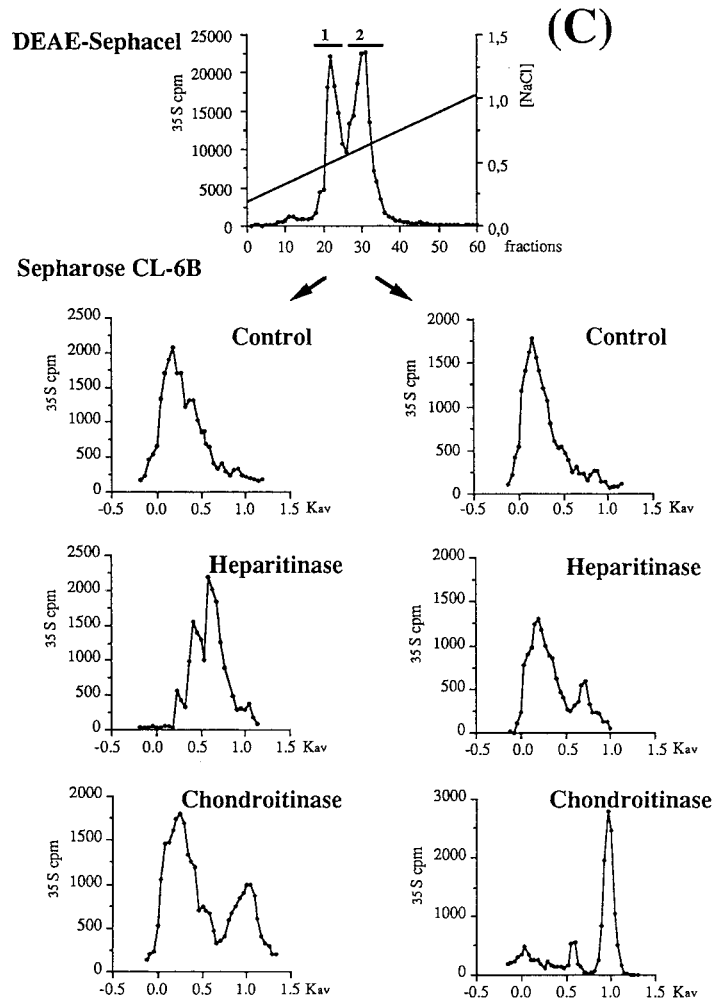 (C)
DEAE-Sephacel
1 2
25000 1,5
20000
15000 1,0
10000 0,5
5000
0 0,0
35 S cpm
[NaCl]
0 10 20 30 40 50 60
fractions
Sepharose CL-6B
Control
2500
2000
1500
1000
500
0
35 S cpm
-0.5 0.0 0.5 1.0 1.5 Kav
Control
2000
1500
1000
500
0
35 S cpm
-0.5 0.0 0.5 1.0 1.5 Kav
Heparitinase
2500
2000
1500
1000
500
0
35 S cpm
-0.5 0.0 0.5 1.0 1.5 Kav
Heparitinase
2000
1500
1000
500
0
35 S cpm
-0.5 0.0 0.5 1.0 1.5 Kav
Chondroitinase
2000
1500
1000
500
0
35 S cpm
-0.5 0.0 0.5 1.0 1.5 Kav
Chondroitinase
3000
2000
1000
0
35 S cpm
-0.5 0.0 0.5 1.0 1.5 Kav